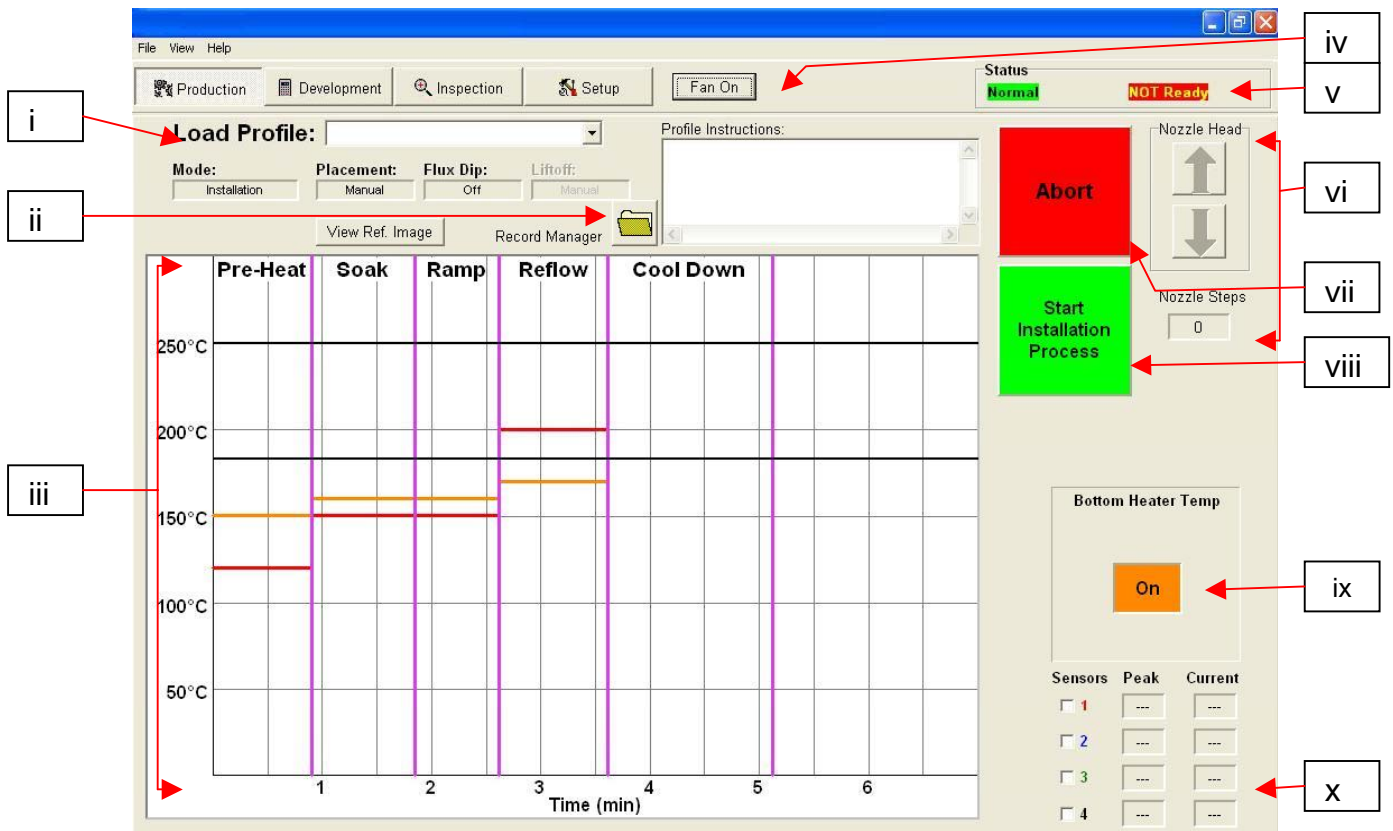 File View Help
Production Development Inspection Setup Fan On
Status
Normal NOT Ready
Load Profile:
Mode: Placement: Flux Dip: Liftoff:
Installation Manual Off Manual
View Ref. Image Record Manager
Profile Instructions:
Abort
Start
Installation
Process
Nozzle Head
Nozzle Steps
0
Pre-Heat Soak Ramp Reflow Cool Down
250°C
200°C
150°C
100°C
50°C
1 2 3 4 5 6
Time (min)
Bottom Heater Temp
On
Sensors Peak Current
1 --- ---
2 --- ---
3 --- ---
4 --- ---
i
ii
iii
iv
v
vi
vii
viii
ix
x